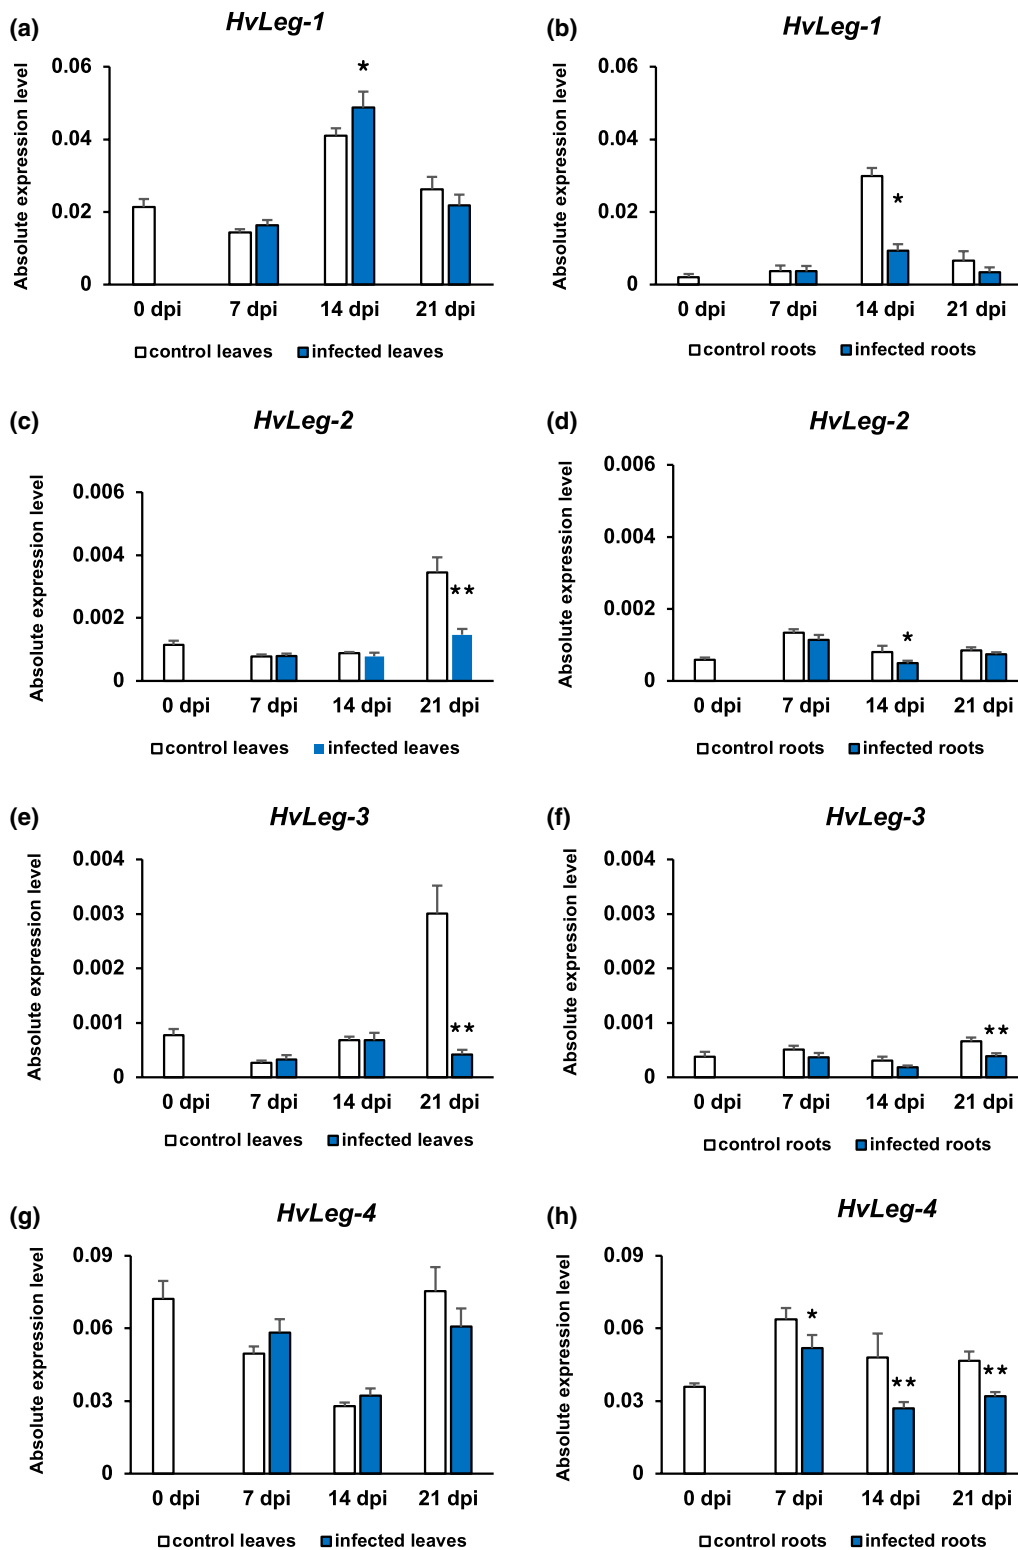 (a)
HvLeg-1
Absolute expression level
0.06
0.04
0.02
0
*
0 dpi 7 dpi 14 dpi 21 dpi
control leaves infected leaves
(b)
HvLeg-1
Absolute expression level
0.06
0.04
0.02
0
*
0 dpi 7 dpi 14 dpi 21 dpi
control roots infected roots
(c)
HvLeg-2
Absolute expression level
0.006
0.004
0.002
0
**
0 dpi 7 dpi 14 dpi 21 dpi
control leaves infected leaves
(d)
HvLeg-2
Absolute expression level
0.006
0.004
0.002
0
*
0 dpi 7 dpi 14 dpi 21 dpi
control roots infected roots
(e)
HvLeg-3
Absolute expression level
0.004
0.003
0.002
0.001
0
**
0 dpi 7 dpi 14 dpi 21 dpi
control leaves infected leaves
(f)
HvLeg-3
Absolute expression level
0.004
0.003
0.002
0.001
0
**
0 dpi 7 dpi 14 dpi 21 dpi
control roots infected roots
(g)
HvLeg-4
Absolute expression level
0.09
0.06
0.03
0
0 dpi 7 dpi 14 dpi 21 dpi
control leaves infected leaves
(h)
HvLeg-4
Absolute expression level
0.09
0.06
0.03
0
*
**
**
0 dpi 7 dpi 14 dpi 21 dpi
control roots infected roots